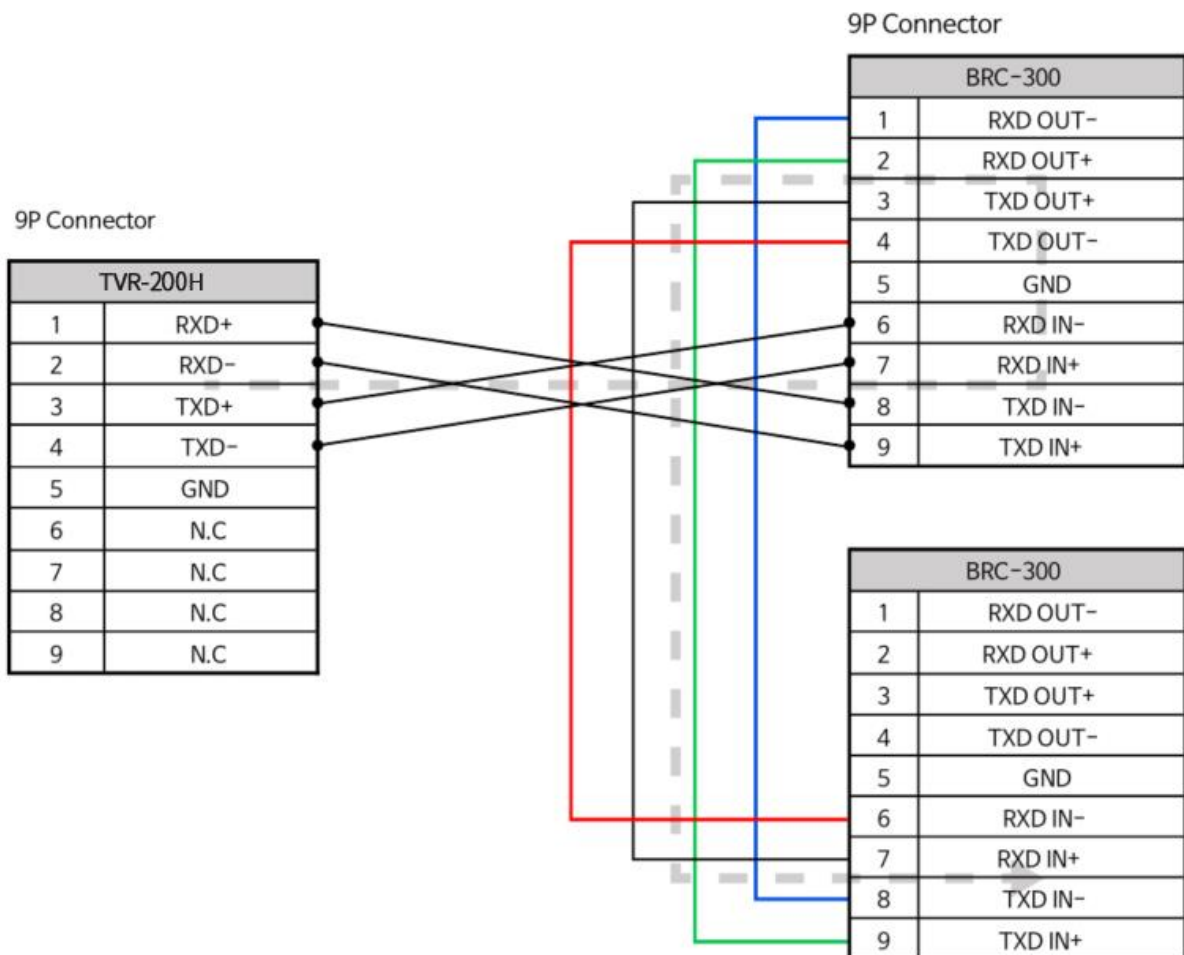 9P Connector
TVR-200H
1 RXD+
2 RXD-
3 TXD+
4 TXD-
5 GND
6 N.C
7 N.C
8 N.C
9 N.C
9P Connector
BRC-300
1 RXD OUT-
2 RXD OUT+
3 TXD OUT+
4 TXD OUT-
5 GND
6 RXD IN-
7 RXD IN+
8 TXD IN-
9 TXD IN+
BRC-300
1 RXD OUT-
2 RXD OUT+
3 TXD OUT+
4 TXD OUT-
5 GND
6 RXD IN-
7 RXD IN+
8 TXD IN-
9 TXD IN+